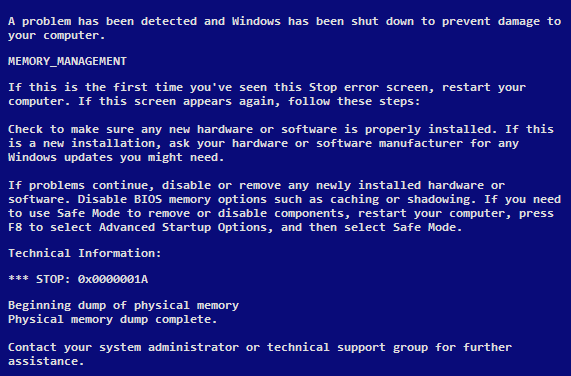 A problem has been detected and Windows has been shut down to prevent damage to
your computer.
MEMORY_MANAGEMENT
If this is the first time you've seen this Stop error screen, restart your
computer. If this screen appears again, follow these steps:
Check to make sure any new hardware or software is properly installed. If this
is a new installation, ask your hardware or software manufacturer for any
Windows updates you might need.
If problems continue, disable or remove any newly installed hardware or
software. Disable BIOS memory options such as caching or shadowing. If you need
to use Safe Mode to remove or disable components, restart your computer, press
F8 to select Advanced Startup Options, and then select Safe Mode.
Technical Information:
*** STOP: 0x0000001A
Beginning dump of physical memory
Physical memory dump complete.
Contact your system administrator or technical support group for further
assistance.